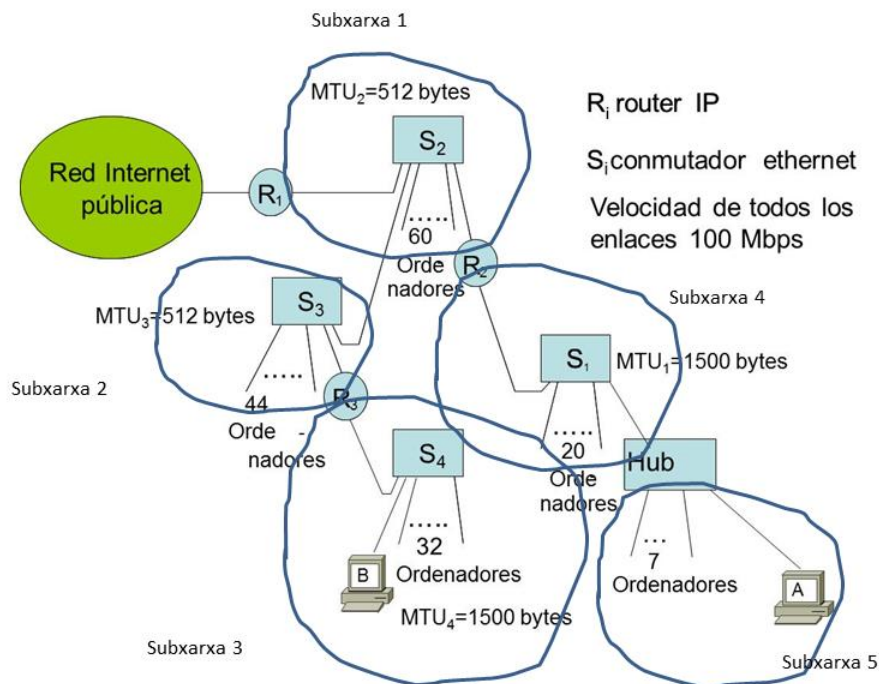 Subxarxa 1
MTU2=512 bytes
S2
Ri router IP
Si conmutador ethernet
Velocidad de todos los
enlaces 100 Mbps
Red Internet
pública
R1
.....
60
Orde -
nadores
R2
Subxarxa 4
S3
MTU3=512 bytes
S1
MTU1=1500 bytes
Subxarxa 2
.....
44
Orde -
nadores
R3
S4
.....
20
Orde -
nadores
Hub
.....
32
Ordenadores
B
MTU4=1500 bytes
...
7
Ordenadores
A
Subxarxa 3
Subxarxa 5